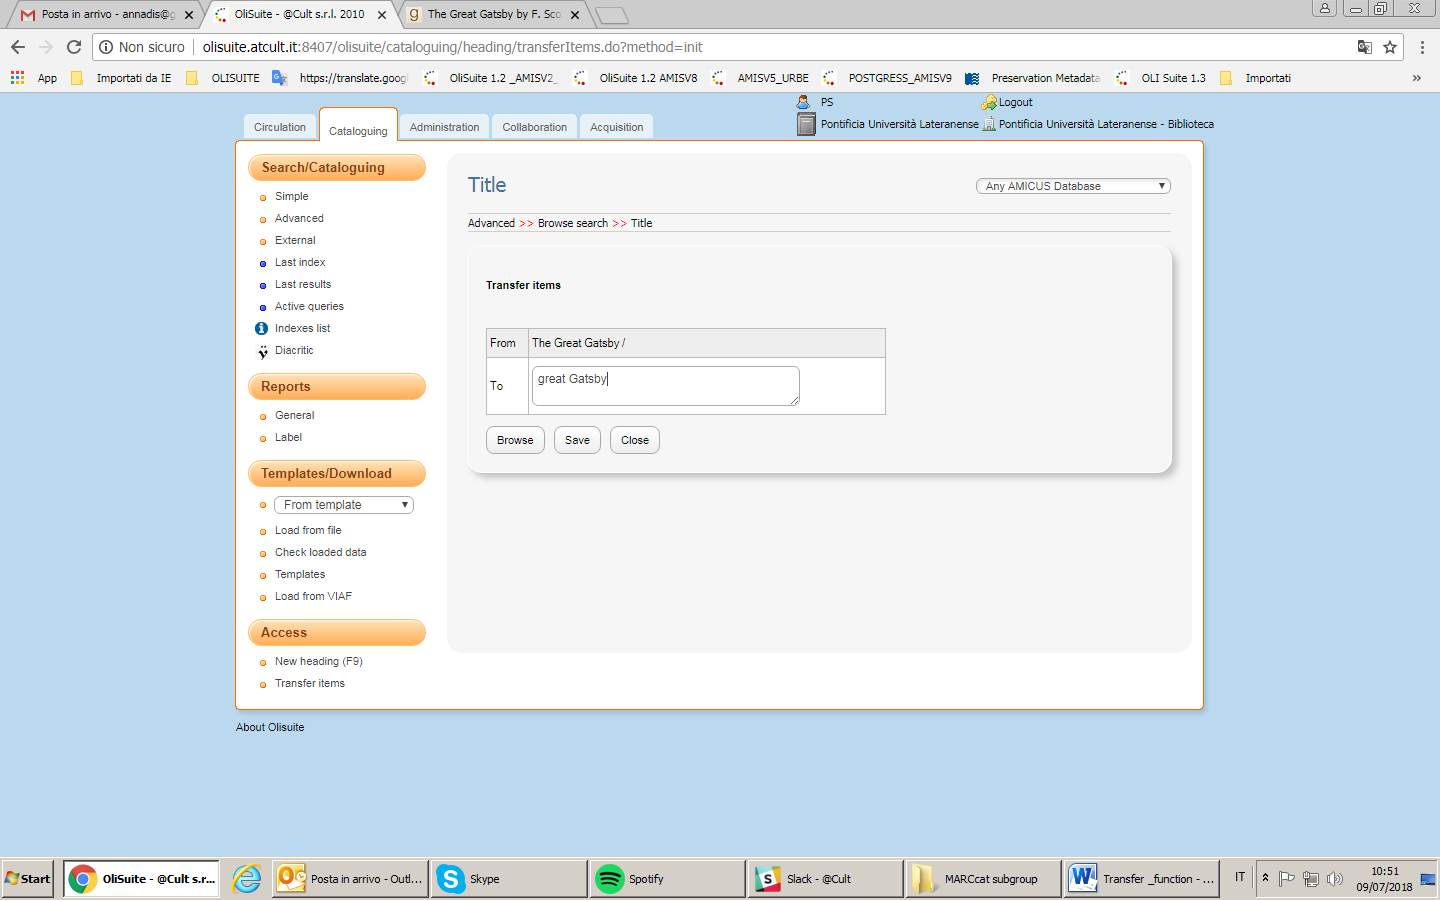 Posta in arrivo - annadis@g
OliSuite - @Cult s.r.l. 2010
The Great Gatsby by F. Sco
Non sicuro
olisuite.atcult.it:8407/olisuite/cataloguing/heading/transferItems.do?method=init
App
Importati da IE
OLISUITE
https://translate.googl
OliSuite 1.2 _AMISV2_
OliSuite 1.2 AMISV8
AMISV5_URBE
POSTGRESS_AMISV9
Preservation Metadata
OLI Suite 1.3
Importati
»
PS
Logout
Pontificia Università Lateranense
Pontificia Università Lateranense - Biblioteca
Circulation
Cataloguing
Administration
Collaboration
Acquisition
Search/Cataloguing
Simple
Advanced
External
Last index
Last results
Active queries
Indexes list
Diacritic
Reports
General
Label
Templates/Download
From template
Load from file
Check loaded data
Templates
Load from VIAF
Access
New heading (F9)
Transfer items
Title
Any AMICUS Database
Advanced >> Browse search >> Title
Transfer items
From
The Great Gatsby /
To
great Gatsby
Browse
Save
Close
About Olisuite
Start
OliSuite - @Cult s.r...
Posta in arrivo - Outl...
Skype
Spotify
Slack - @Cult
MARCcat subgroup
Transfer _function - ...
IT
10:51
09/07/2018